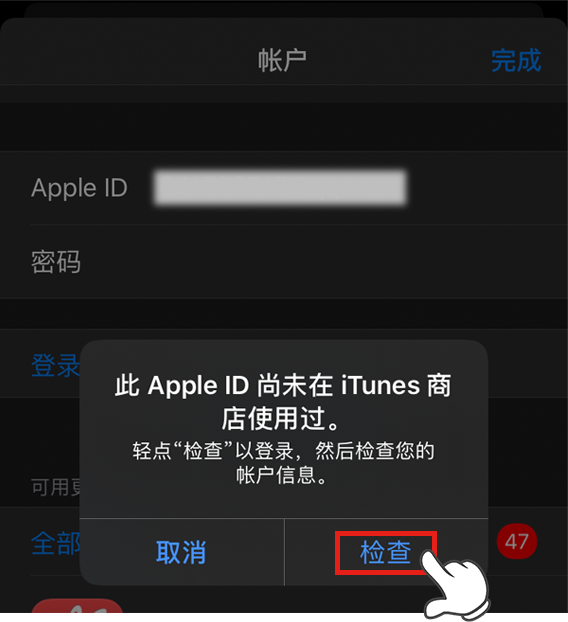 帐户
完成
Apple ID
密码
登录
此 Apple ID 尚未在 iTunes 商
店使用过。
轻点“检查”以登录，然后检查您的
帐户信息。
可用
全部
取消
检查
47